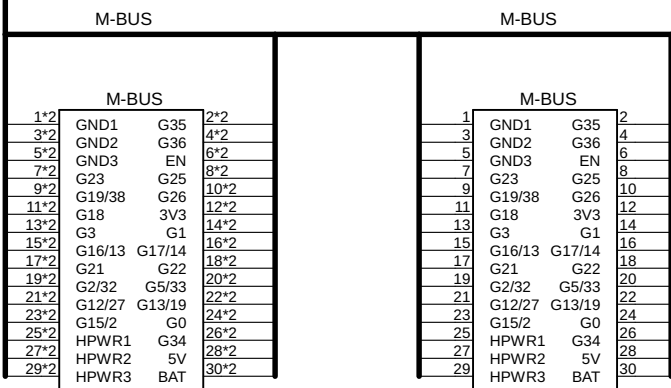 M-BUS M-BUS
M-BUS M-BUS
1*2 GND1 G35 2*2 1 GND1 G35 2
3*2 GND2 G36 4*2 3 GND2 G36 4
5*2 GND3 EN 6*2 5 GND3 EN 6
7*2 G23 G25 8*2 7 G23 G25 8
9*2 G19/38 G26 10*2 9 G19/38 G26 10
11*2 G18 3V3 12*2 11 G18 3V3 12
13*2 G3 G1 14*2 13 G3 G1 14
15*2 G16/13 G17/14 16*2 15 G16/13 G17/14 16
17*2 G21 G22 18*2 17 G21 G22 18
19*2 G2/32 G5/33 20*2 19 G2/32 G5/33 20
21*2 G12/27 G13/19 22*2 21 G12/27 G13/19 22
23*2 G15/2 G0 24*2 23 G15/2 G0 24
25*2 HPWR1 G34 26*2 25 HPWR1 G34 26
27*2 HPWR2 5V 28*2 27 HPWR2 5V 28
29*2 HPWR3 BAT 30*2 29 HPWR3 BAT 30